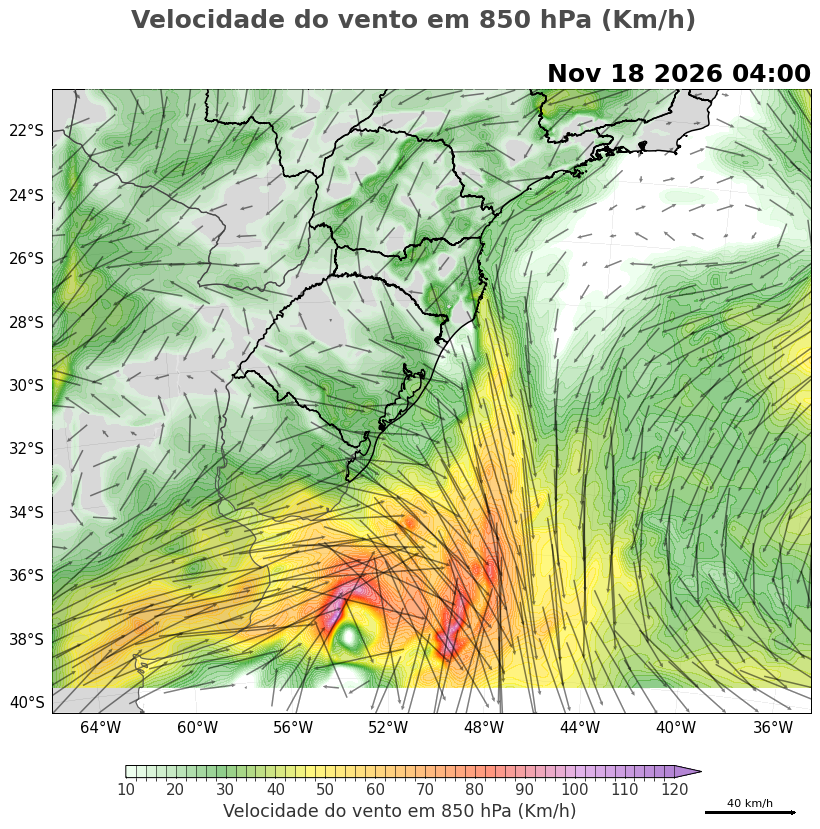 Velocidade do vento em 850 hPa (Km/h)
Nov 18 2026 04:00
22°S
24°S
26°S
28°S
30°S
32°S
34°S
36°S
38°S
40°S
64°W 60°W 56°W 52°W 48°W 44°W 40°W 36°W
10 20 30 40 50 60 70 80 90 100 110 120
Velocidade do vento em 850 hPa (Km/h)
40 km/h